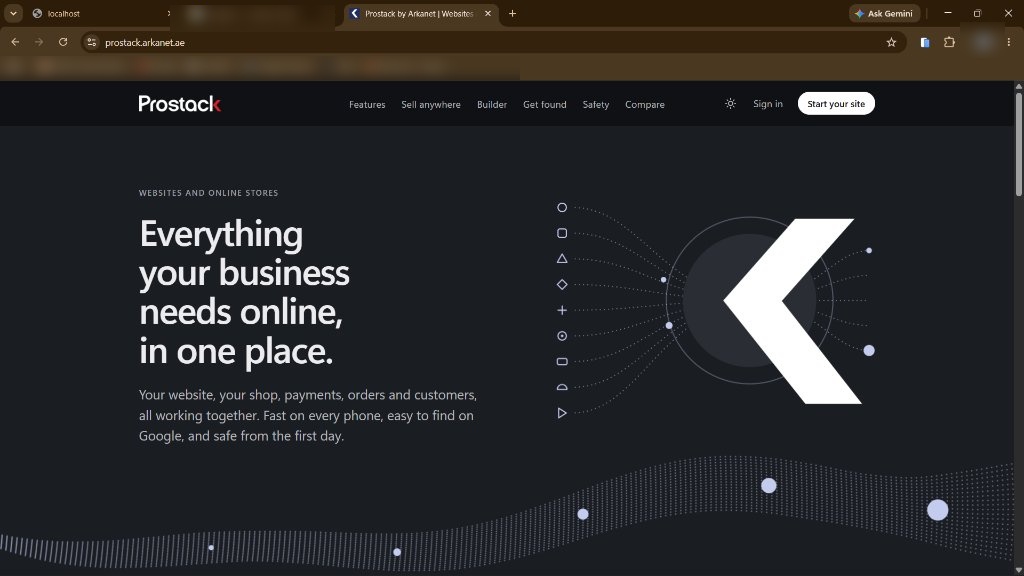 localhost
Prostack by Arkanet | Websites
Ask Gemini
prostack.arkanet.ae
Prostack
Features
Sell anywhere
Builder
Get found
Safety
Compare
Sign in
Start your site
WEBSITES AND ONLINE STORES
Everything
your business
needs online,
in one place.
Your website, your shop, payments, orders and customers,
all working together. Fast on every phone, easy to find on
Google, and safe from the first day.